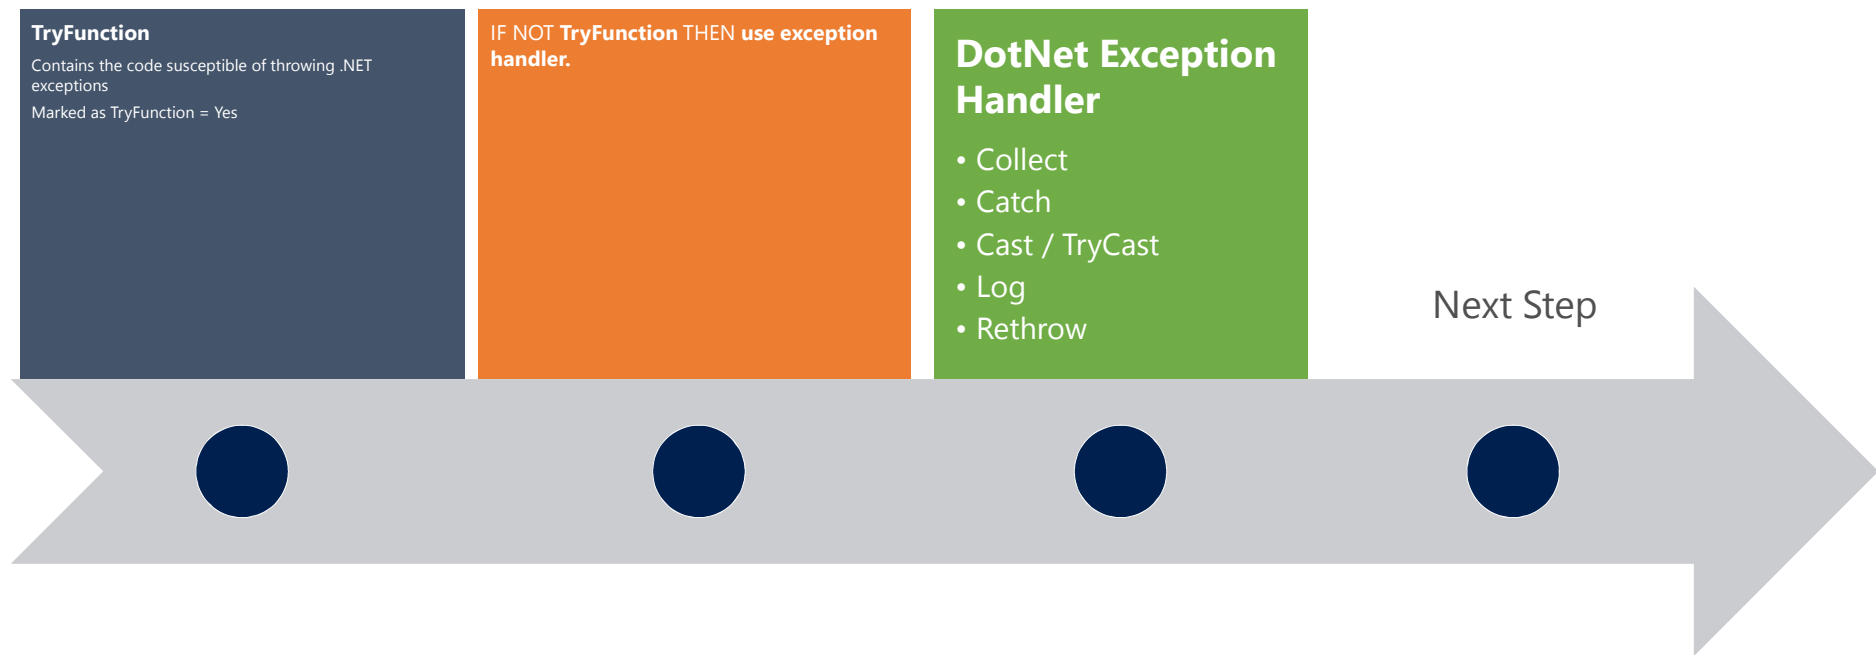 TryFunction
Contains the code susceptible of throwing .NET
exceptions
Marked as TryFunction = Yes
IF NOT TryFunction THEN use exception
handler.
DotNet Exception
Handler
• Collect
• Catch
• Cast / TryCast
• Log
• Rethrow
Next Step